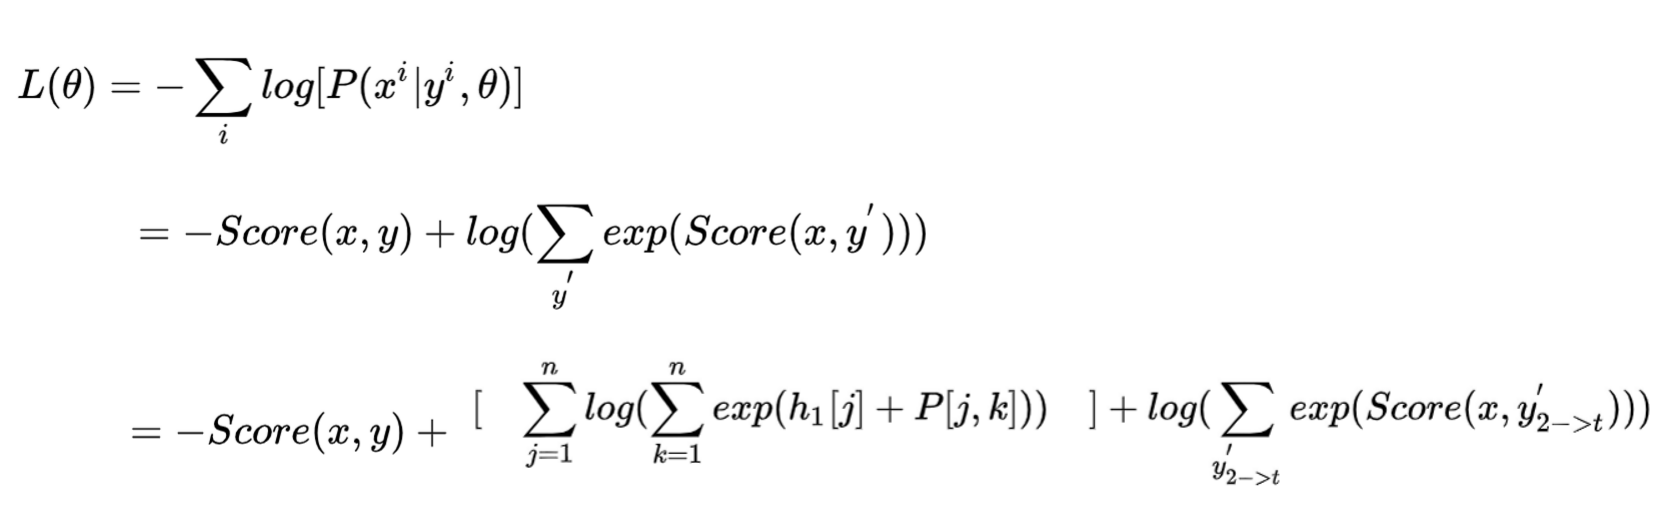 L(θ) = −∑_i log[P(x^i|y^i, θ)]
= −Score(x, y) + log(∑_{y'} exp(Score(x, y')))
= −Score(x, y) + [ ∑_{j=1}^{n} log(∑_{k=1}^{n} exp(h_1[j] + P[j, k])) ] + log(∑_{y'_{2->t}} exp(Score(x, y'_{2->t})))